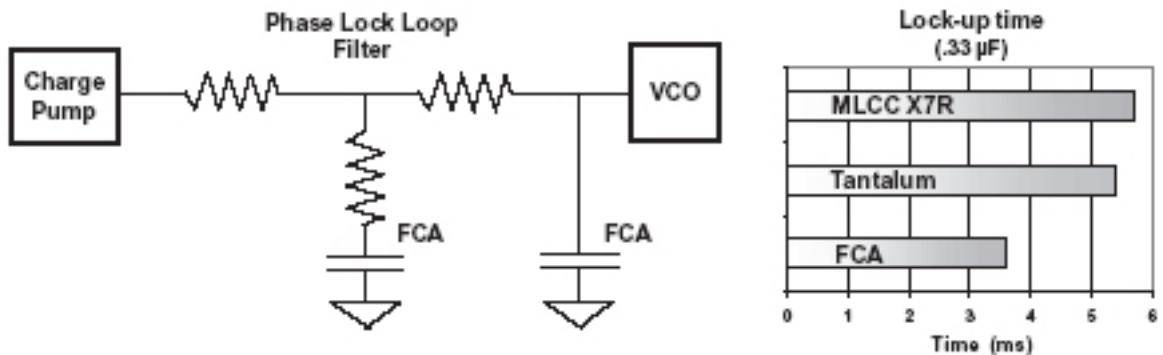 Phase Lock Loop
Filter
Charge
Pump
VCO
FCA
FCA
Lock-up time
(.33 µF)
MLCC X7R
Tantalum
FCA
0 1 2 3 4 5 6
Time (ms)